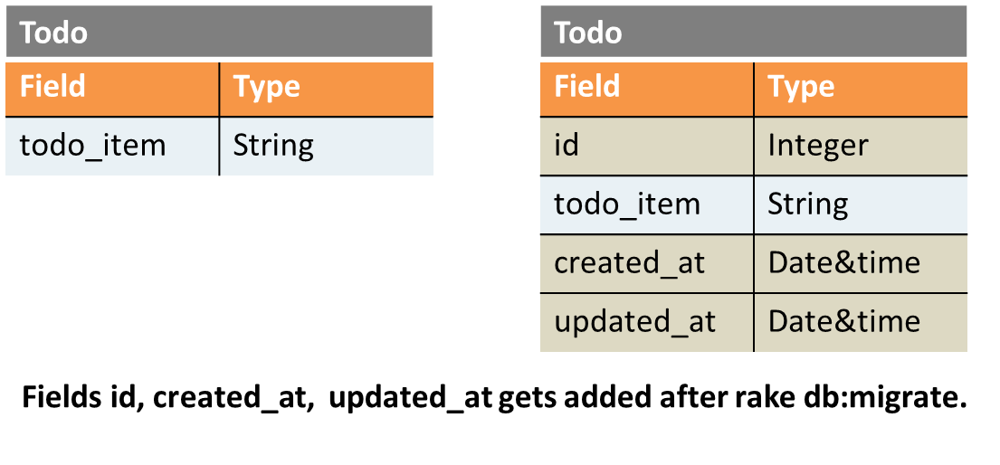 Todo
Field Type
todo_item String
Todo
Field Type
id Integer
todo_item String
created_at Date&time
updated_at Date&time
Fields id, created_at, updated_at gets added after rake db:migrate.